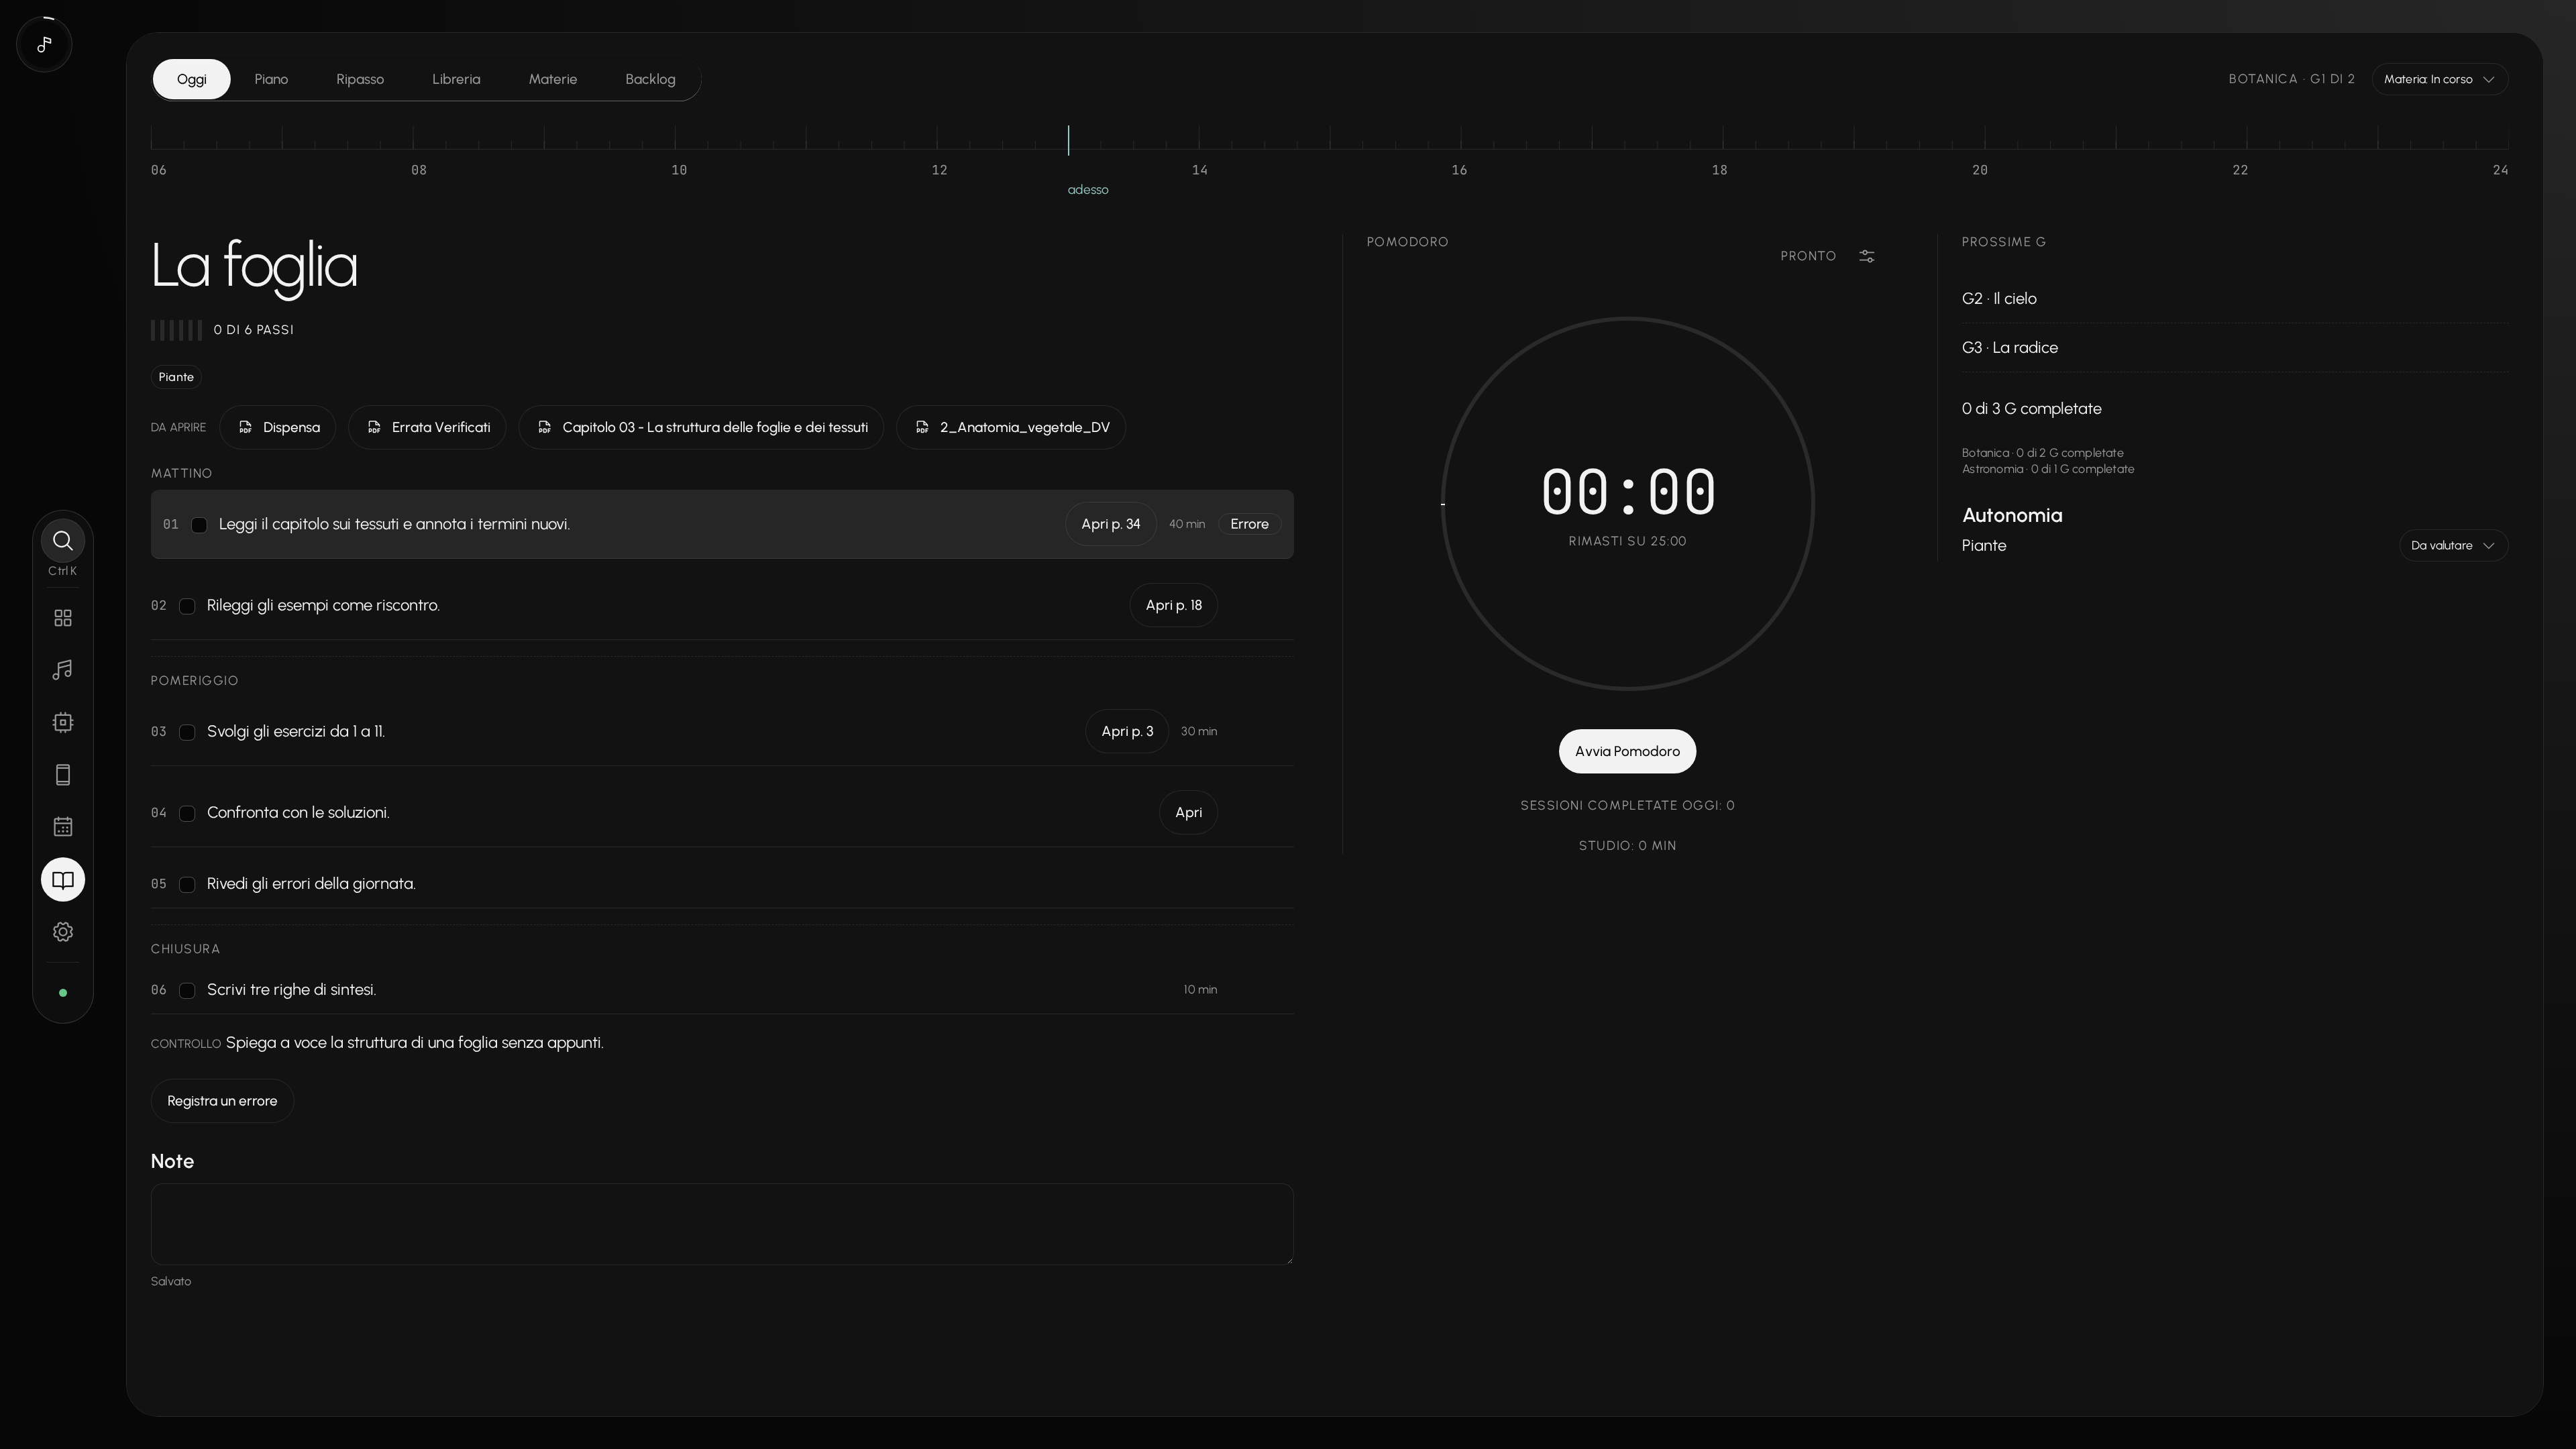 Oggi Piano Ripasso Libreria Materie Backlog
BOTANICA · G1 DI 2 Materia: In corso
06 08 10 12 14 16 18 20 22 24
adesso
La foglia
0 DI 6 PASSI
Piante
DA APRIRE Dispensa Errata Verificati Capitolo 03 - La struttura delle foglie e dei tessuti 2_Anatomia_vegetale_DV
MATTINO
01 Leggi il capitolo sui tessuti e annota i termini nuovi. Apri p. 34 40 min Errore
02 Rileggi gli esempi come riscontro. Apri p. 18
POMERIGGIO
03 Svolgi gli esercizi da 1 a 11. Apri p. 3 30 min
04 Confronta con le soluzioni. Apri
05 Rivedi gli errori della giornata.
CHIUSURA
06 Scrivi tre righe di sintesi. 10 min
CONTROLLO Spiega a voce la struttura di una foglia senza appunti.
Registra un errore
Note
Salvato
POMODORO
PRONTO
00:00
RIMASTI SU 25:00
Avvia Pomodoro
SESSIONI COMPLETATE OGGI: 0
STUDIO: 0 MIN
PROSSIME G
G2 · Il cielo
G3 · La radice
0 di 3 G completate
Botanica · 0 di 2 G completate
Astronomia · 0 di 1 G completate
Autonomia
Piante Da valutare
Ctrl K
PDF
PDF
PDF
PDF